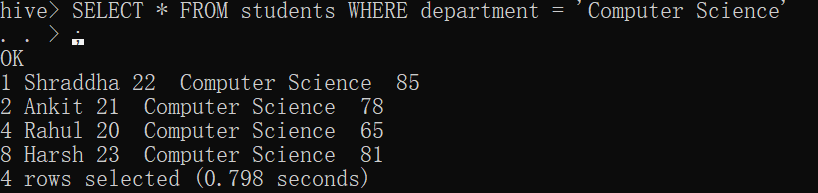 hive> SELECT * FROM students WHERE department = 'Computer Science'
. . > ;
OK
1 Shraddha 22  Computer Science  85
2 Ankit 21  Computer Science  78
4 Rahul 20  Computer Science  65
8 Harsh 23  Computer Science  81
4 rows selected (0.798 seconds)